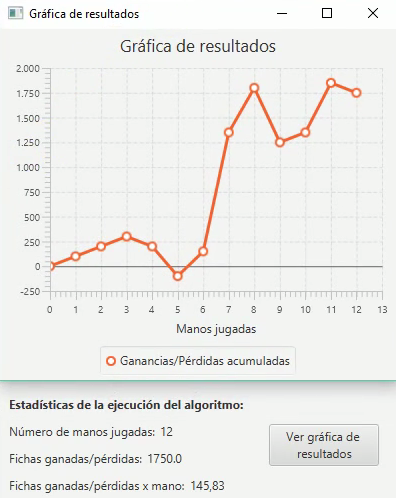 Gráfica de resultados
Gráfica de resultados
2.000
1.750
1.500
1.250
1.000
750
500
250
0
-250
0 1 2 3 4 5 6 7 8 9 10 11 12 13
Manos jugadas
Ganancias/Pérdidas acumuladas
Estadísticas de la ejecución del algoritmo:
Número de manos jugadas: 12
Fichas ganadas/pérdidas: 1750.0
Fichas ganadas/pérdidas x mano: 145,83
Ver gráfica de
resultados